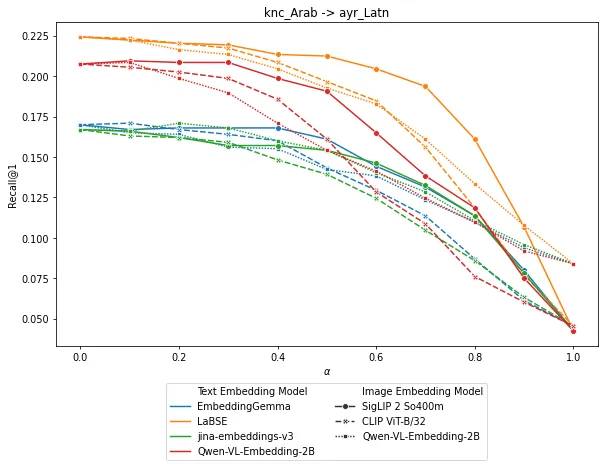 knc_Arab -> ayr_Latn
Recall@1
0.225
0.200
0.175
0.150
0.125
0.100
0.075
0.050
0.0 0.2 0.4 0.6 0.8 1.0
α
Text Embedding Model Image Embedding Model
EmbeddingGemma SigLIP 2 So400m
LaBSE CLIP ViT-B/32
jina-embeddings-v3 Qwen-VL-Embedding-2B
Qwen-VL-Embedding-2B